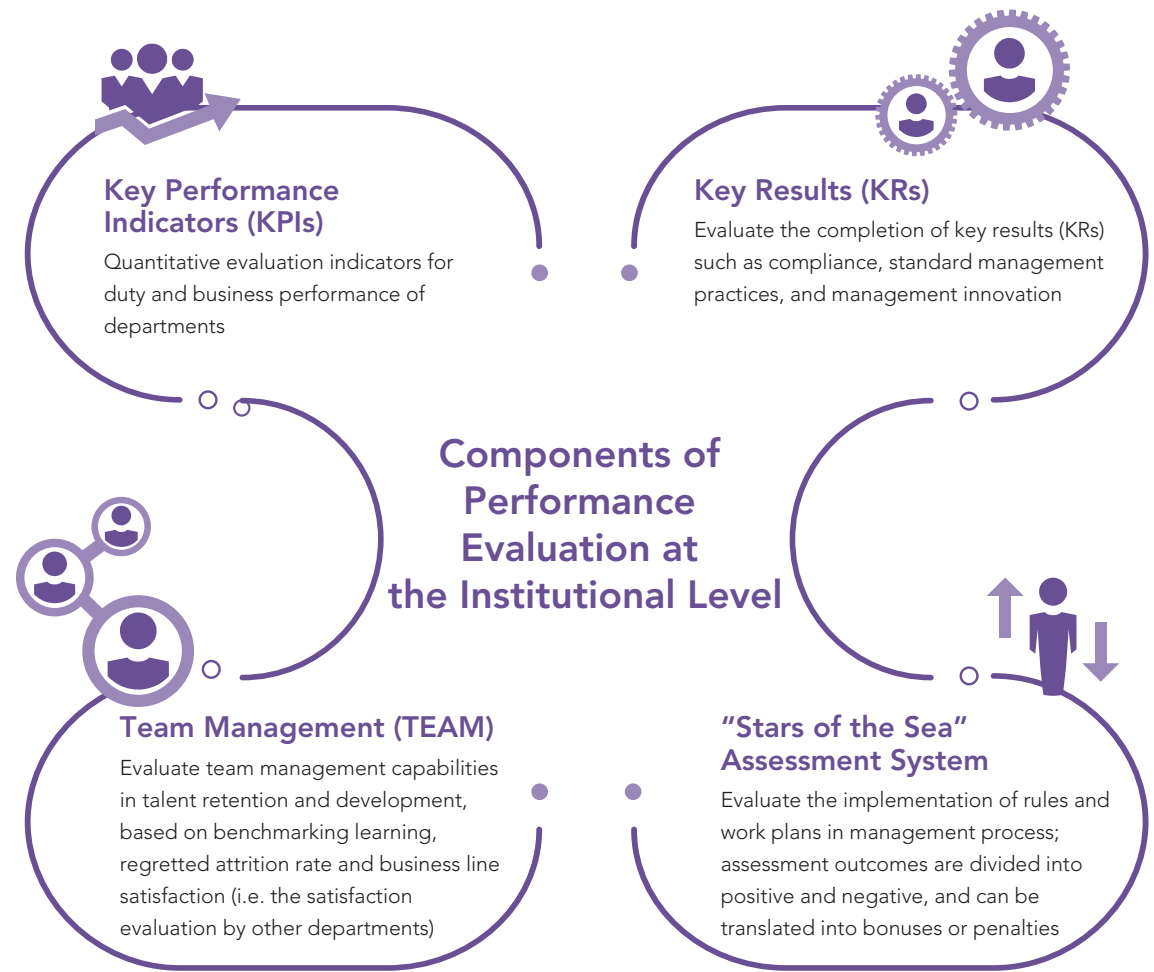 Key Performance
Indicators (KPIs)
Quantitative evaluation indicators for
duty and business performance of
departments
Key Results (KRs)
Evaluate the completion of key results (KRs)
such as compliance, standard management
practices, and management innovation
Components of
Performance
Evaluation at
the Institutional Level
Team Management (TEAM)
Evaluate team management capabilities
in talent retention and development,
based on benchmarking learning,
regretted attrition rate and business line
satisfaction (i.e. the satisfaction
evaluation by other departments)
“Stars of the Sea”
Assessment System
Evaluate the implementation of rules and
work plans in management process;
assessment outcomes are divided into
positive and negative, and can be
translated into bonuses or penalties